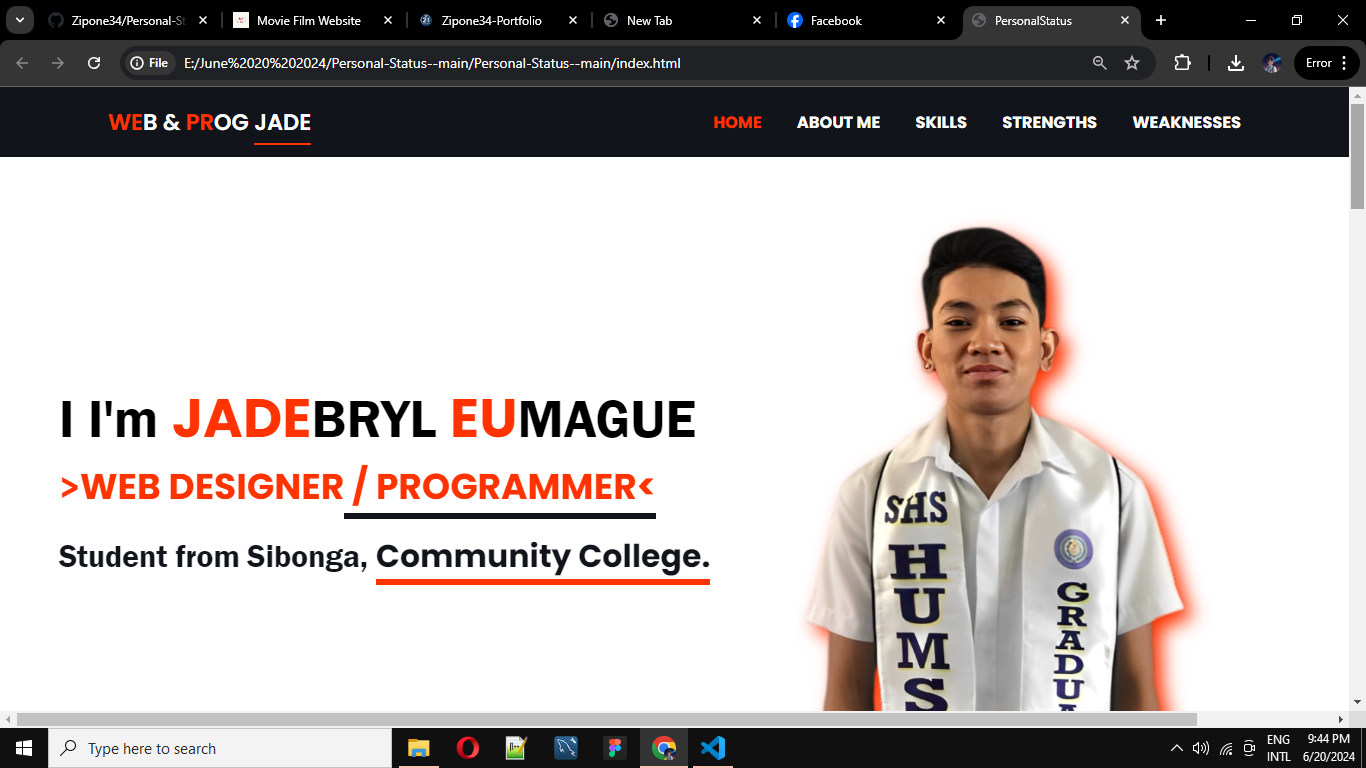 Zipone34/Personal-St
Movie Film Website
Zipone34-Portfolio
New Tab
Facebook
PersonalStatus
File
E:/June%2020%202024/Personal-Status--main/Personal-Status--main/index.html
Error
WEB & PROG JADE
HOME ABOUT ME SKILLS STRENGTHS WEAKNESSES
I I'm JADEBRYL EUMAGUE
>WEB DESIGNER / PROGRAMMER<
Student from Sibonga, Community College.
SHS
HUMS
GRADUA
Type here to search
ENG
INTL
9:44 PM
6/20/2024